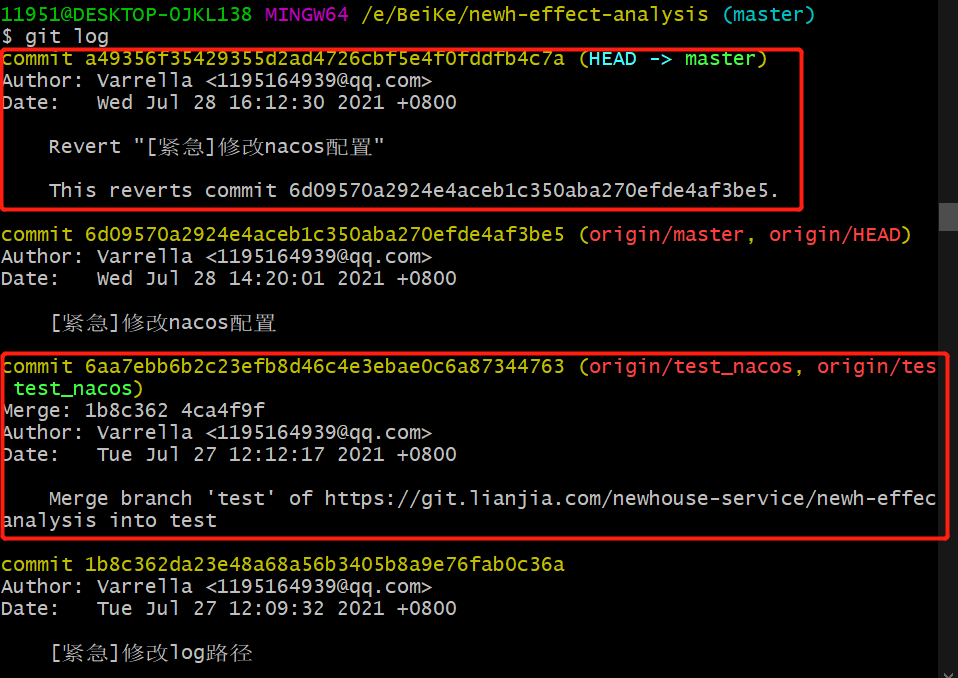 11951@DESKTOP-OJKL138 MINGW64 /e/BeiKe/newh-effect-analysis (master)
$ git log
commit a49356f35429355d2ad4726cbf5e4f0fddfb4c7a (HEAD -> master)
Author: Varrella <1195164939@qq.com>
Date:   Wed Jul 28 16:12:30 2021 +0800
    Revert "[紧急]修改nacos配置"
    This reverts commit 6d09570a2924e4aceb1c350aba270efde4af3be5.
commit 6d09570a2924e4aceb1c350aba270efde4af3be5 (origin/master, origin/HEAD)
Author: Varrella <1195164939@qq.com>
Date:   Wed Jul 28 14:20:01 2021 +0800
    [紧急]修改nacos配置
commit 6aa7ebb6b2c23efb8d46c4e3ebae0c6a87344763 (origin/test_nacos, origin/tes
 test_nacos)
Merge: 1b8c362 4ca4f9f
Author: Varrella <1195164939@qq.com>
Date:   Tue Jul 27 12:12:17 2021 +0800
    Merge branch 'test' of https://git.lianjia.com/newhouse-service/newh-effec
analysis into test
commit 1b8c362da23e48a68a56b3405b8a9e76fab0c36a
Author: Varrella <1195164939@qq.com>
Date:   Tue Jul 27 12:09:32 2021 +0800
    [紧急]修改log路径